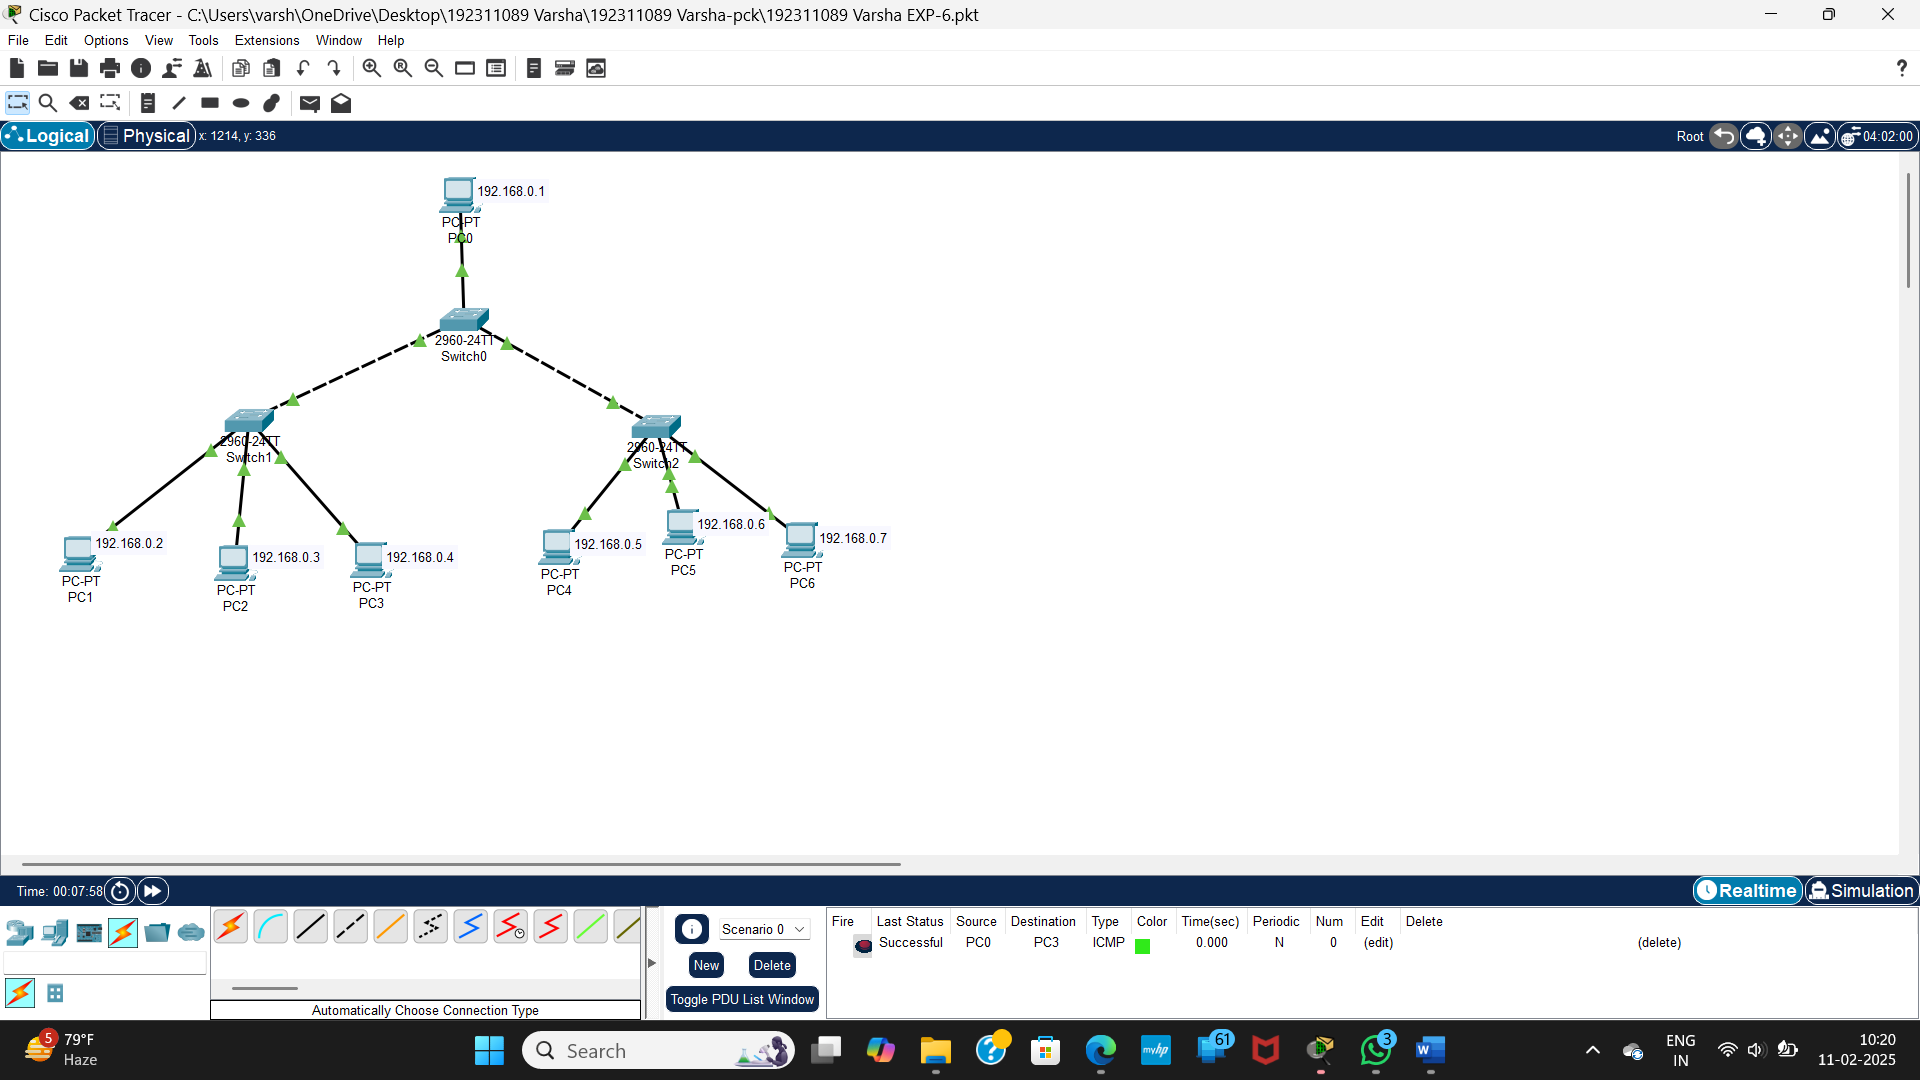 Cisco Packet Tracer - C:\Users\varsh\OneDrive\Desktop\192311089 Varsha\192311089 Varsha-pck\192311089 Varsha EXP-6.pkt
File Edit Options View Tools Extensions Window Help
Logical Physical x: 1214, y: 336 Root 04:02:00
192.168.0.1
PC-PT
PC0
2960-24TT
Switch0
2960-24TT
Switch1
2960-24TT
Switch2
192.168.0.2
PC-PT
PC1
192.168.0.3
PC-PT
PC2
192.168.0.4
PC-PT
PC3
192.168.0.5
PC-PT
PC4
192.168.0.6
PC-PT
PC5
192.168.0.7
PC-PT
PC6
Time: 00:07:58 Realtime Simulation
Scenario 0
New Delete
Toggle PDU List Window
Fire Last Status Source Destination Type Color Time(sec) Periodic Num Edit Delete
Successful PC0 PC3 ICMP 0.000 N 0 (edit) (delete)
Automatically Choose Connection Type
5
79°F
Haze
Search
myhp
61
3
ENG
IN
10:20
11-02-2025